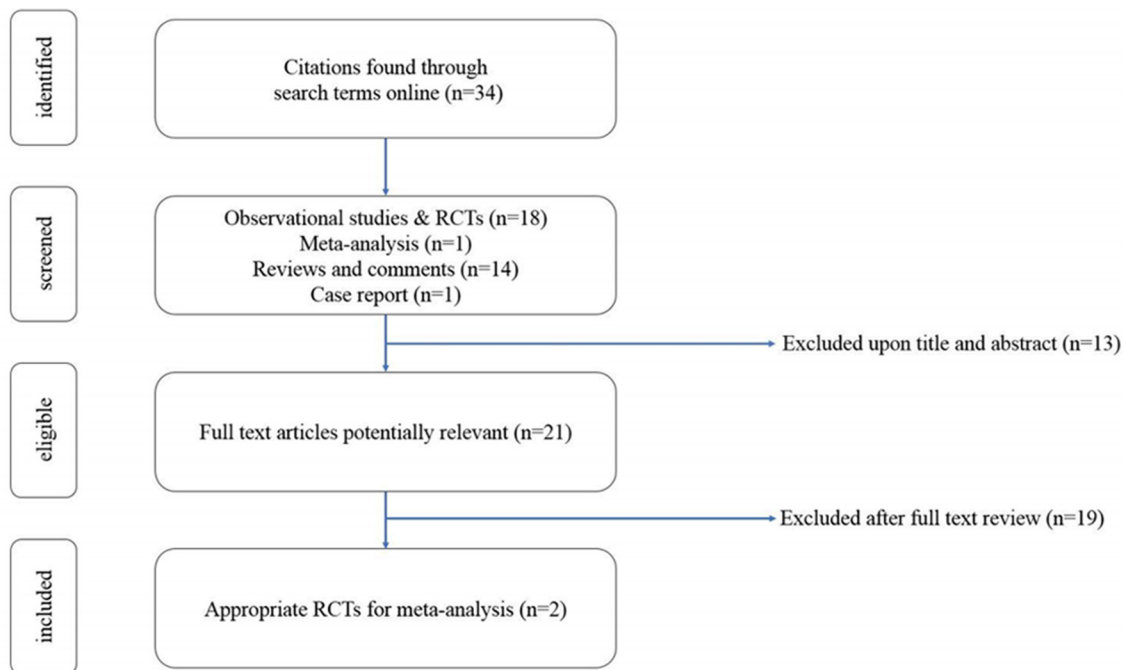 identified
Citations found through
search terms online (n=34)
screened
Observational studies & RCTs (n=18)
Meta-analysis (n=1)
Reviews and comments (n=14)
Case report (n=1)
Excluded upon title and abstract (n=13)
eligible
Full text articles potentially relevant (n=21)
Excluded after full text review (n=19)
included
Appropriate RCTs for meta-analysis (n=2)